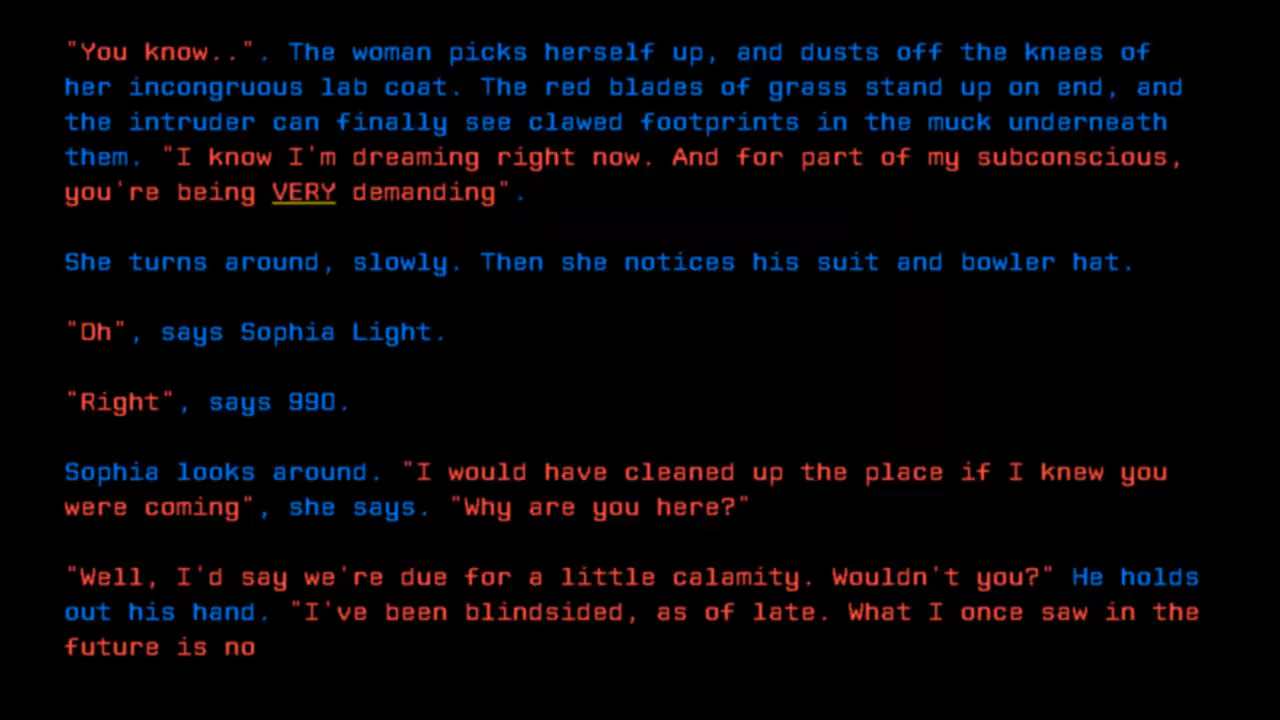 "You know..". The woman picks herself up, and dusts off the knees of
her incongruous lab coat. The red blades of grass stand up on end, and
the intruder can finally see clawed footprints in the muck underneath
them. "I know I'm dreaming right now. And for part of my subconscious,
you're being VERY demanding".
She turns around, slowly. Then she notices his suit and bowler hat.
"Oh", says Sophia Light.
"Right", says 990.
Sophia looks around. "I would have cleaned up the place if I knew you
were coming", she says. "Why are you here?"
"Well, I'd say we're due for a little calamity. Wouldn't you?" He holds
out his hand. "I've been blindsided, as of late. What I once saw in the
future is no